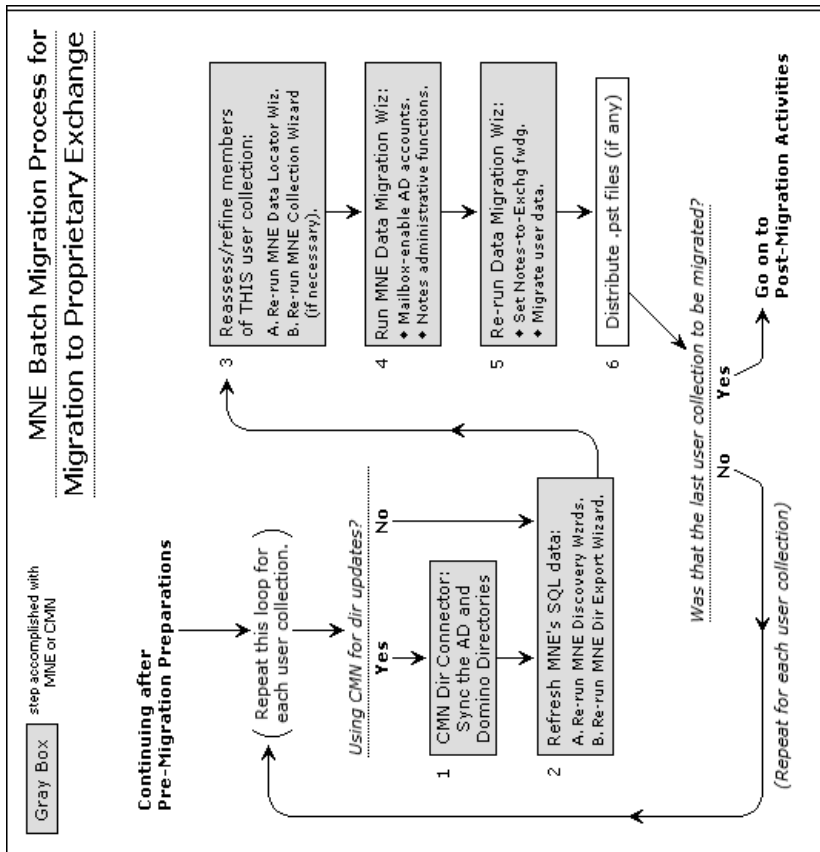 Gray Box
step accomplished with
MNE or CMN
MNE Batch Migration Process for
Migration to Proprietary Exchange
Continuing after
Pre-Migration Preparations
(Repeat this loop for
each user collection.)
Using CMN for dir updates?
Yes
No
1
CMN Dir Connector:
Sync the AD and
Domino Directories
2
Refresh MNE's SQL data:
A. Re-run MNE Discovery Wzrds.
B. Re-run MNE Dir Export Wizard.
3
Reassess/refine members
of THIS user collection:
A. Re-run MNE Data Locator Wiz.
B. Re-run MNE Collection Wizard
(if necessary).
4
Run MNE Data Migration Wiz:
◆ Mailbox-enable AD accounts.
◆ Notes administrative functions.
5
Re-run Data Migration Wiz:
◆ Set Notes-to-Exchg fwdg.
◆ Migrate user data.
6
Distribute .pst files (if any)
Was that the last user collection to be migrated?
No
Yes
(Repeat for each user collection)
Go on to
Post-Migration Activities